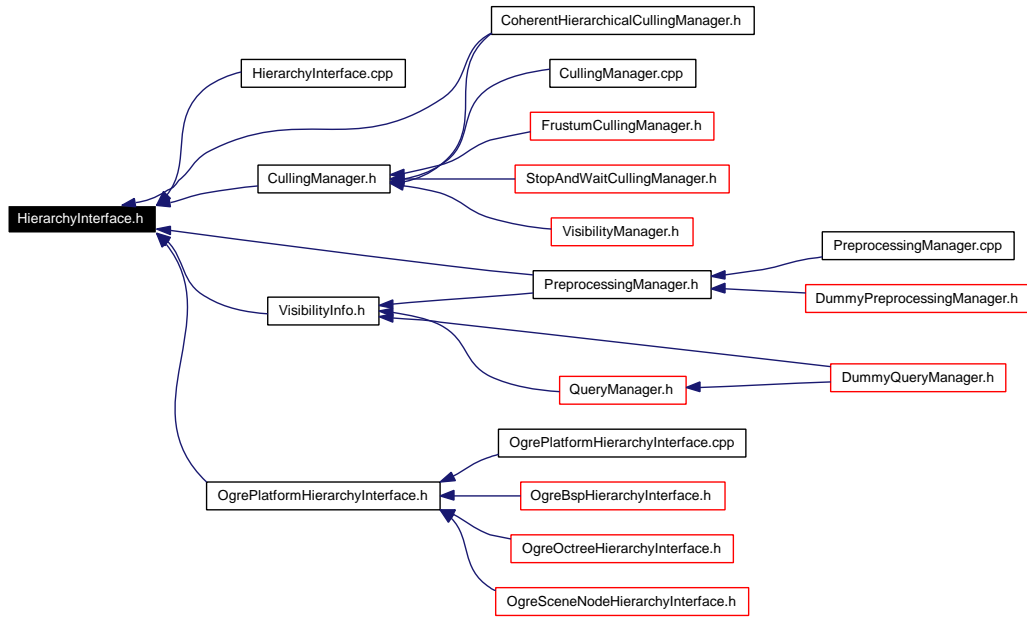 CoherentHierarchicalCullingManager.h
HierarchyInterface.cpp
CullingManager.cpp
FrustumCullingManager.h
CullingManager.h
StopAndWaitCullingManager.h
HierarchyInterface.h
VisibilityManager.h
PreprocessingManager.cpp
PreprocessingManager.h
DummyPreprocessingManager.h
VisibilityInfo.h
DummyQueryManager.h
QueryManager.h
OgrePlatformHierarchyInterface.cpp
OgrePlatformHierarchyInterface.h
OgreBspHierarchyInterface.h
OgreOctreeHierarchyInterface.h
OgreSceneNodeHierarchyInterface.h